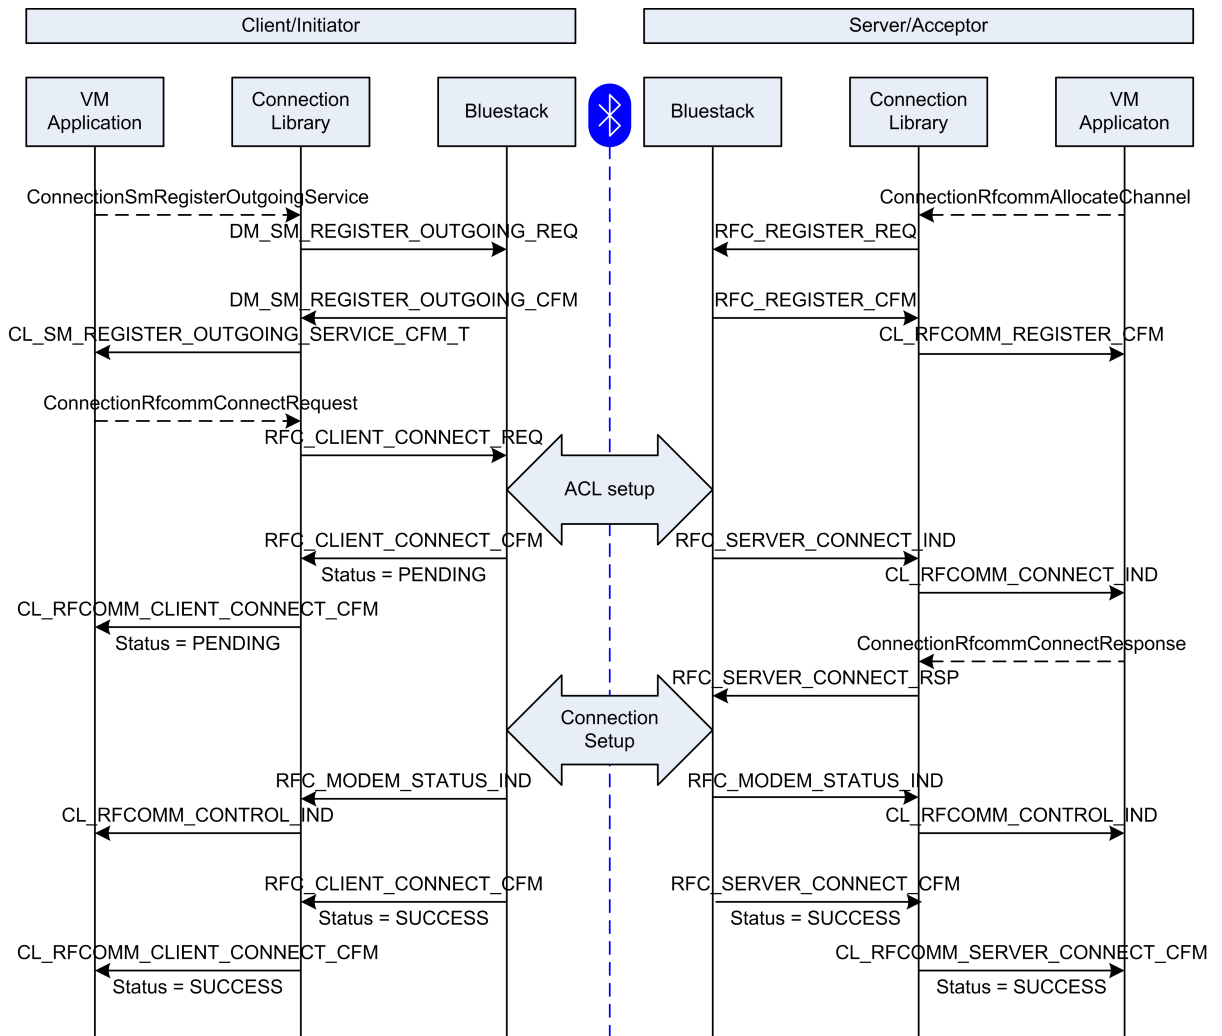 Client/Initiator
Server/Acceptor
VM
Application
Connection
Library
Bluestack
Bluestack
Connection
Library
VM
Applicaton
ConnectionSmRegisterOutgoingService
ConnectionRfcommAllocateChannel
DM_SM_REGISTER_OUTGOING_REQ
RFC_REGISTER_REQ
DM_SM_REGISTER_OUTGOING_CFM
RFC_REGISTER_CFM
CL_SM_REGISTER_OUTGOING_SERVICE_CFM_T
CL_RFCOMM_REGISTER_CFM
ConnectionRfcommConnectRequest
RFC_CLIENT_CONNECT_REQ
ACL setup
RFC_CLIENT_CONNECT_CFM
Status = PENDING
RFC_SERVER_CONNECT_IND
CL_RFCOMM_CONNECT_IND
CL_RFCOMM_CLIENT_CONNECT_CFM
Status = PENDING
ConnectionRfcommConnectResponse
RFC_SERVER_CONNECT_RSP
Connection
Setup
RFC_MODEM_STATUS_IND
RFC_MODEM_STATUS_IND
CL_RFCOMM_CONTROL_IND
CL_RFCOMM_CONTROL_IND
RFC_CLIENT_CONNECT_CFM
Status = SUCCESS
RFC_SERVER_CONNECT_CFM
Status = SUCCESS
CL_RFCOMM_CLIENT_CONNECT_CFM
Status = SUCCESS
CL_RFCOMM_SERVER_CONNECT_CFM
Status = SUCCESS